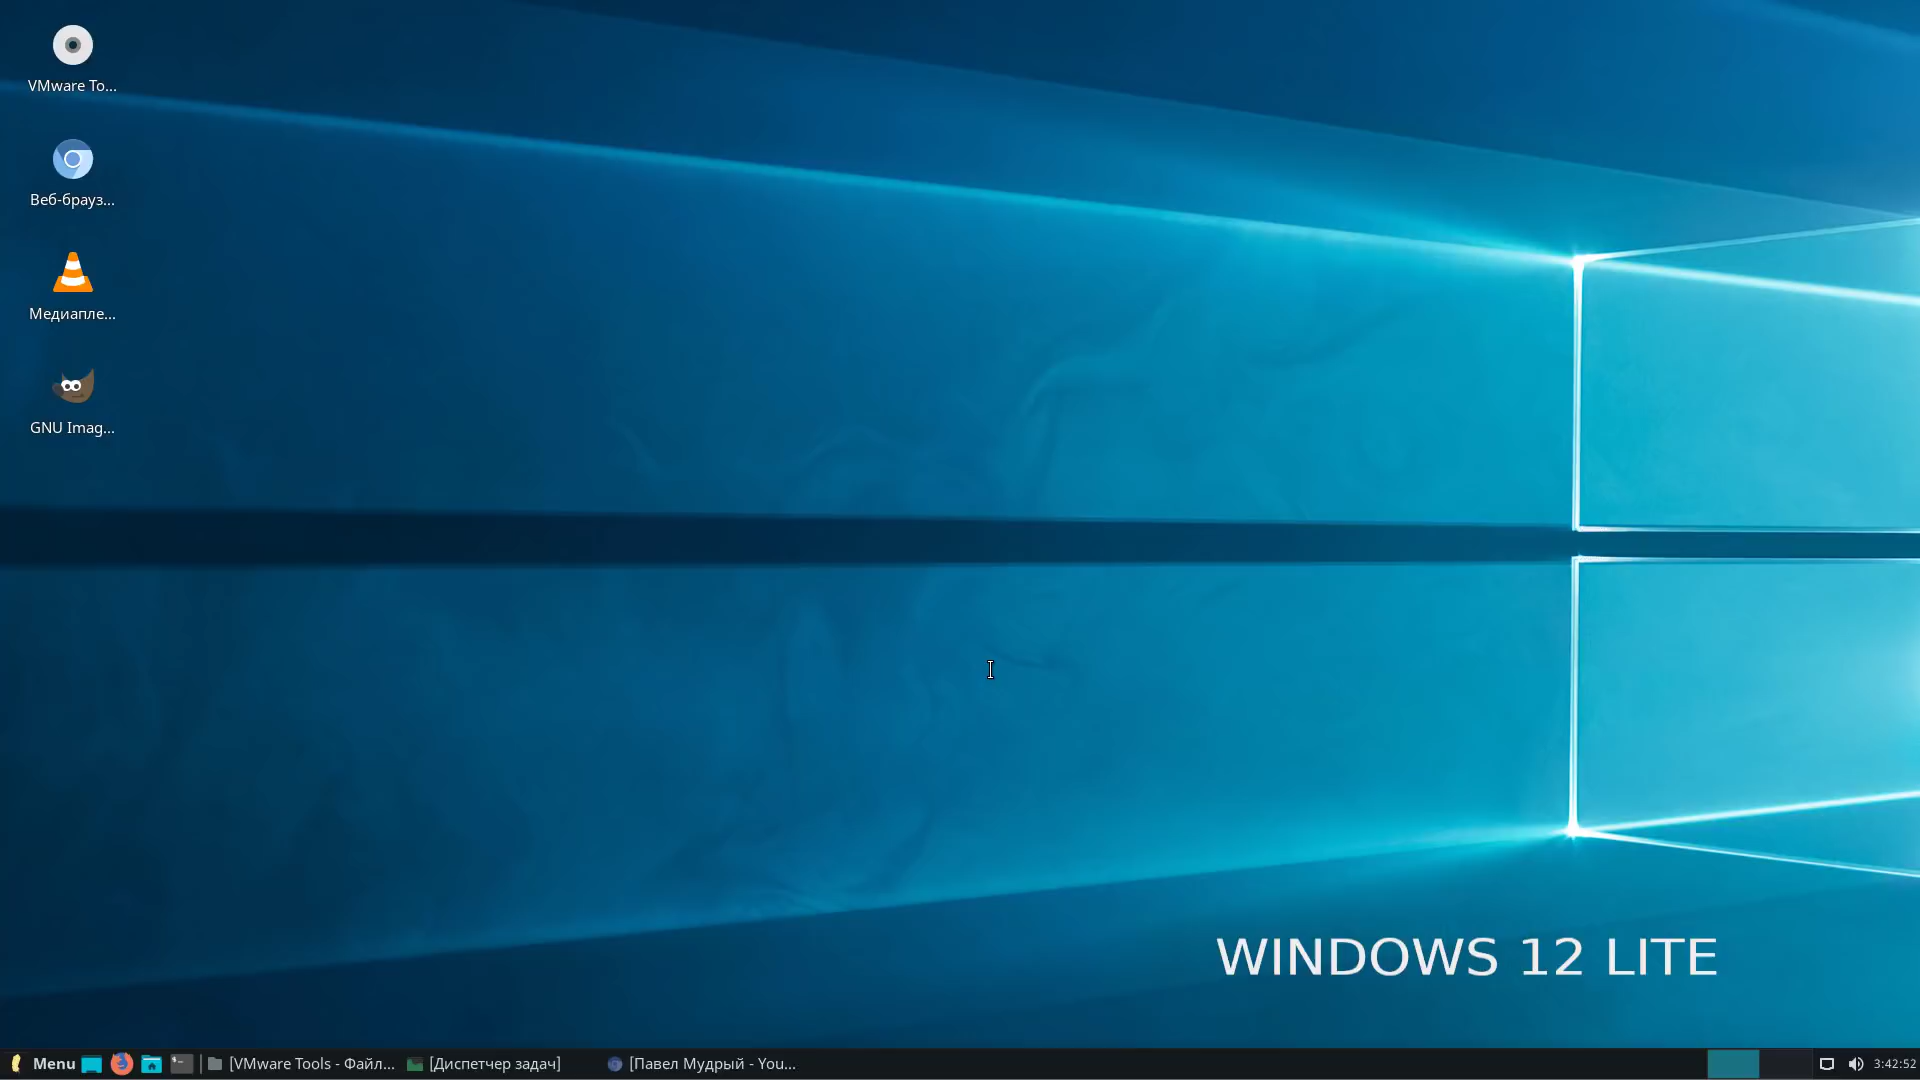 VMware To...
Веб-брауз...
Медиапле...
GNU Imag...
WINDOWS 12 LITE
Menu [VMware Tools - Файл... [Диспетчер задач] [Павел Мудрый - You... 3:42:52